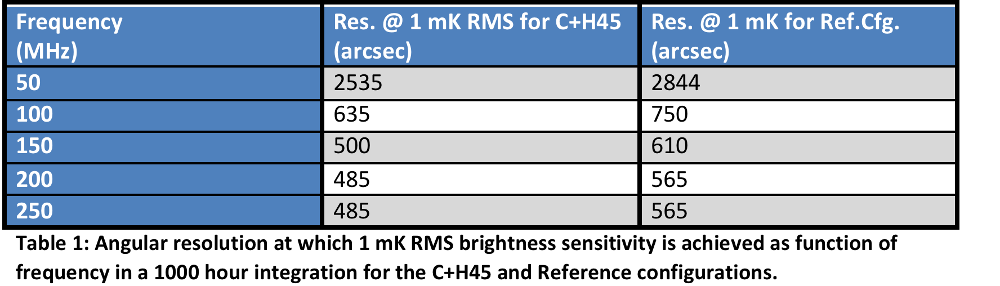 Frequency (MHz) Res. @ 1 mK RMS for C+H45 (arcsec) Res. @ 1 mK for Ref.Cfg. (arcsec)
50 2535 2844
100 635 750
150 500 610
200 485 565
250 485 565
Table 1: Angular resolution at which 1 mK RMS brightness sensitivity is achieved as function of
frequency in a 1000 hour integration for the C+H45 and Reference configurations.